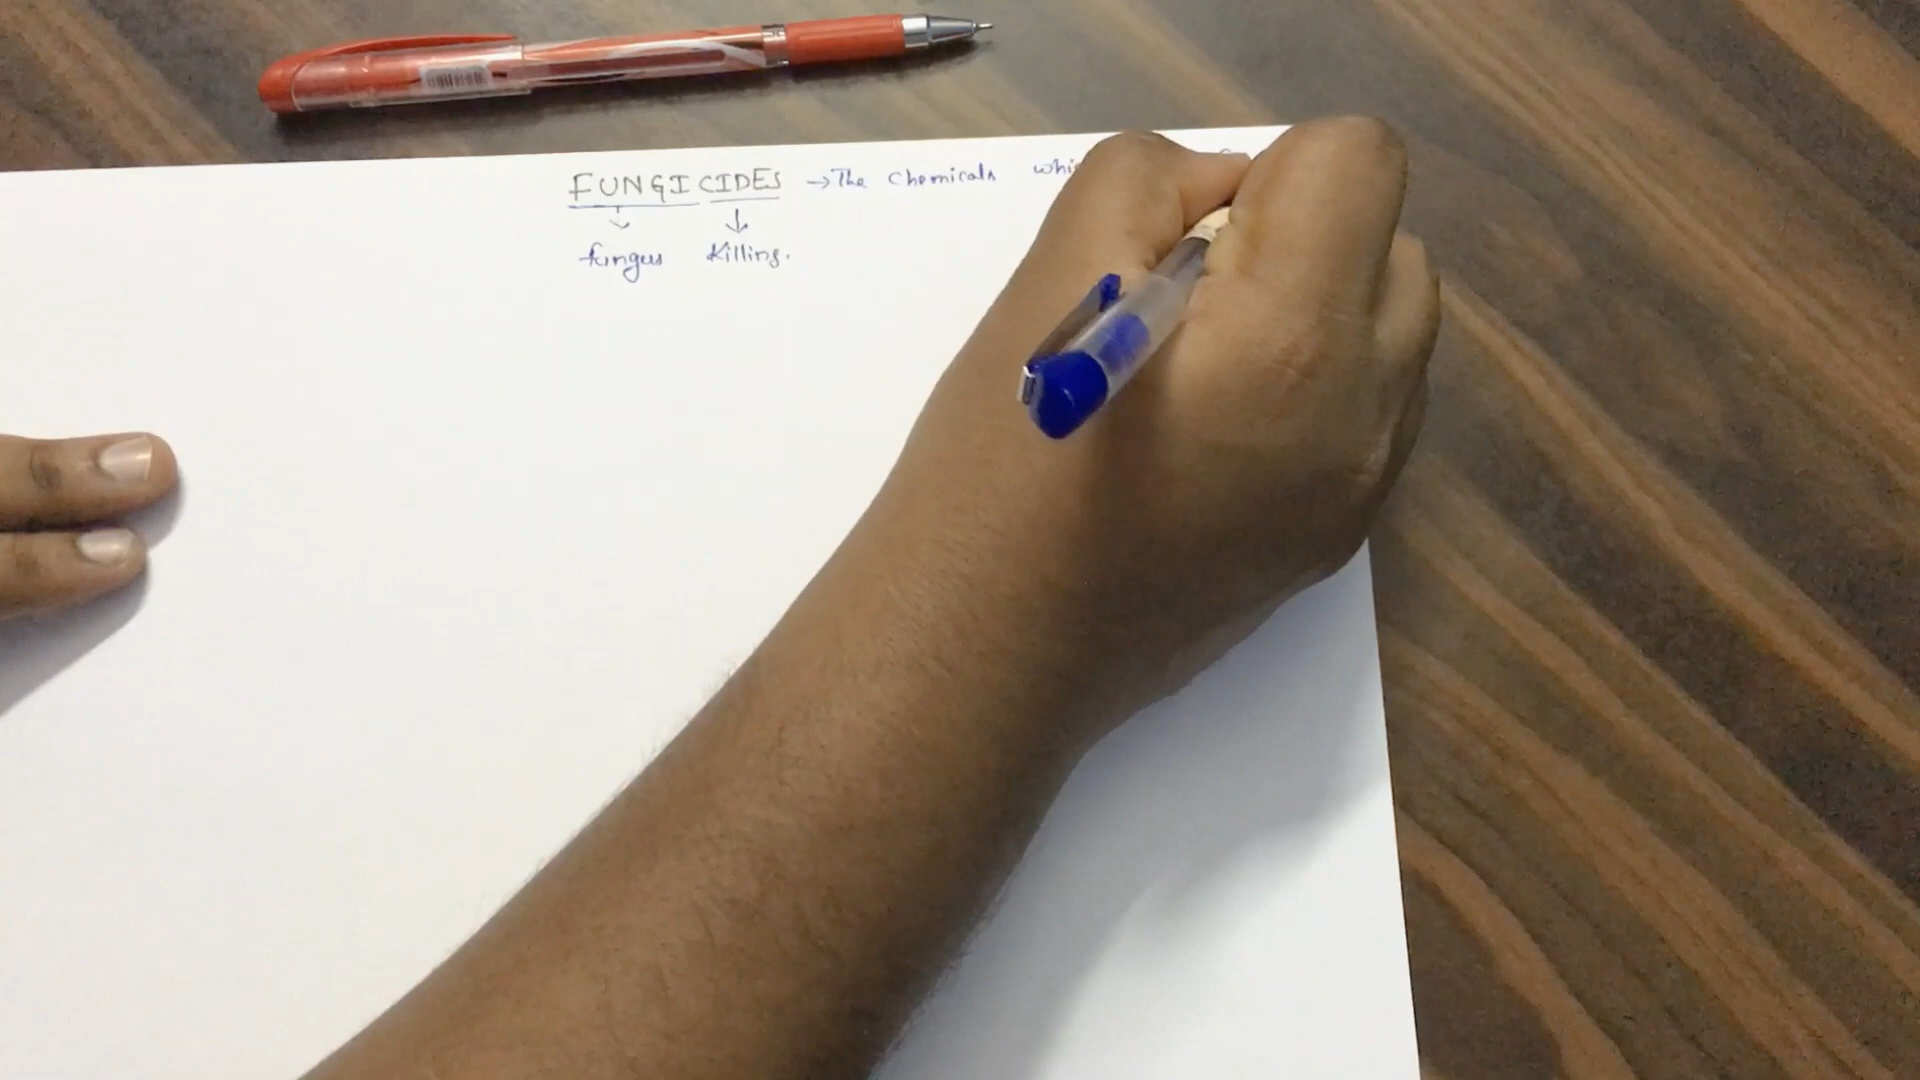 FUNGICIDES → The Chemicals
↓ ↓
fungus Killing.